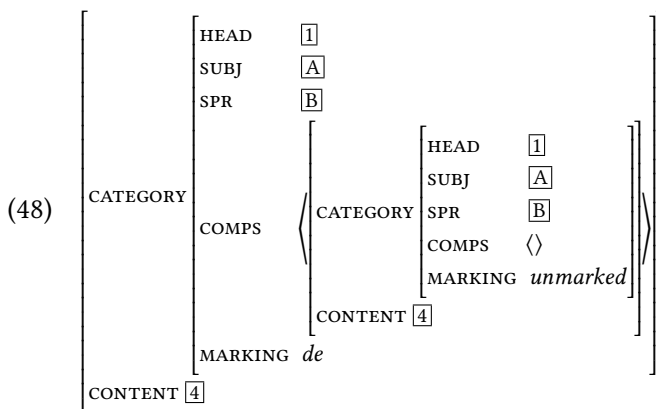 HEAD 1
SUBJ A
SPR B
HEAD 1
SUBJ A
(48) CATEGORY COMPS ⟨ CATEGORY SPR B ⟩
COMPS ⟨⟩
MARKING unmarked
CONTENT 4
MARKING de
CONTENT 4